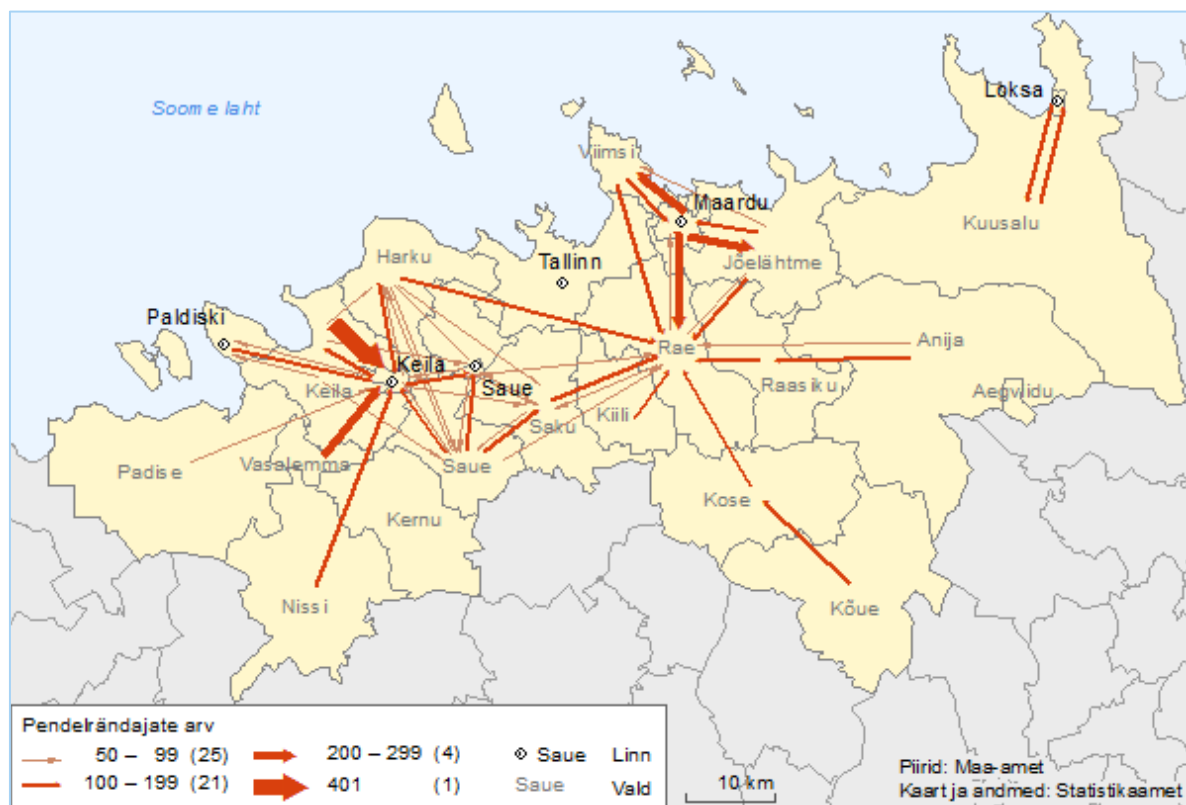 Soome laht
Loksa
Viimsi
Maardu
Kuusalu
Harku
Tallinn
Jõelähtme
Paldiski
Rae
Anija
Keila
Keila
Saue
Raasiku
Aegviidu
Saku
Kiili
Padise
Vasalemma
Saue
Kose
Kernu
Nissi
Kõue
Pendelrändajate arv
50 – 99 (25)
200 – 299 (4)
Saue Linn
100 – 199 (21)
401 (1)
Saue Vald
10 km
Piirid: Maa-amet
Kaart ja andmed: Statistikaamet